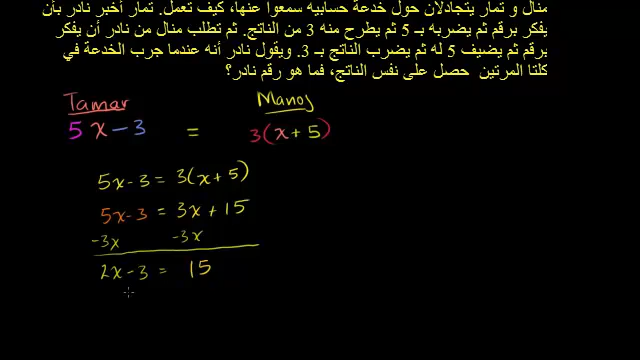 منال و تمار يتجادلان حول خدعة حسابيه سمعوا عنها، كيف تعمل. تمار أخبر نادر بأن
يفكر برقم ثم يضربه بـ 5 ثم يطرح منه 3 من الناتج. ثم تطلب منال من نادر أن يفكر
برقم ثم يضيف 5 له ثم يضرب الناتج بـ 3. ويقول نادر أنه عندما جرب الخدعة في
كلتا المرتين حصل على نفس الناتج، فما هو رقم نادر؟
Tamar Manoj
5x-3 = 3(x+5)
5x-3 = 3(x+5)
5x-3 = 3x+15
-3x -3x
2x-3 = 15